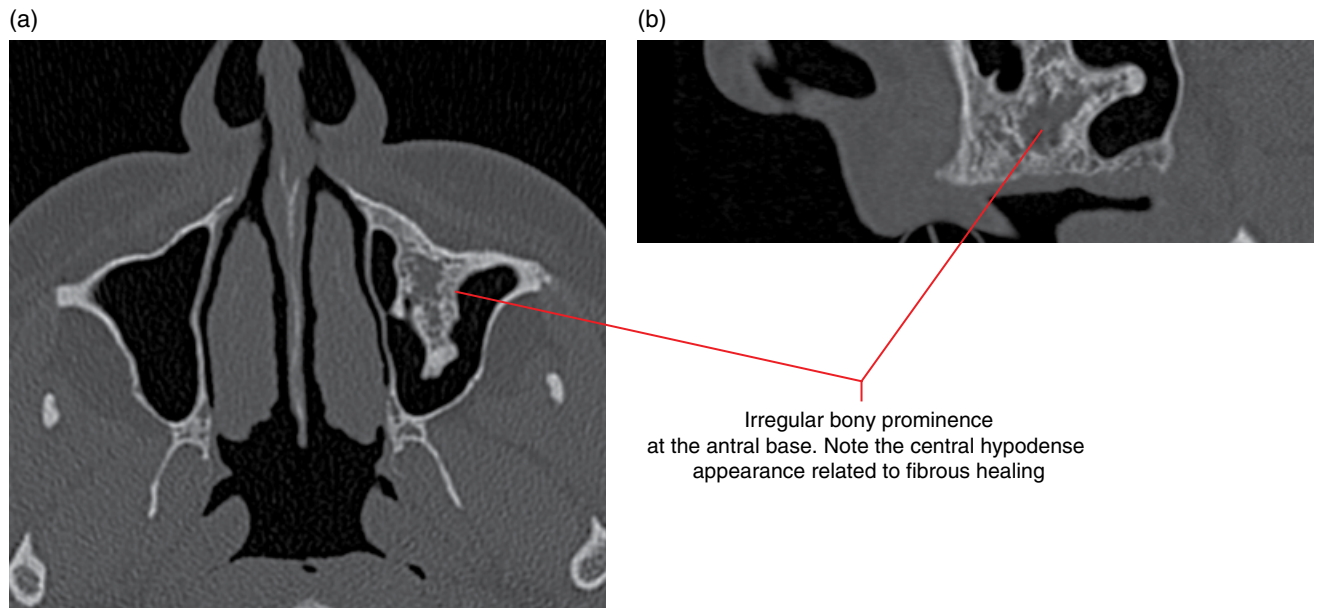 (a)
(b)
Irregular bony prominence
at the antral base. Note the central hypodense
appearance related to fibrous healing